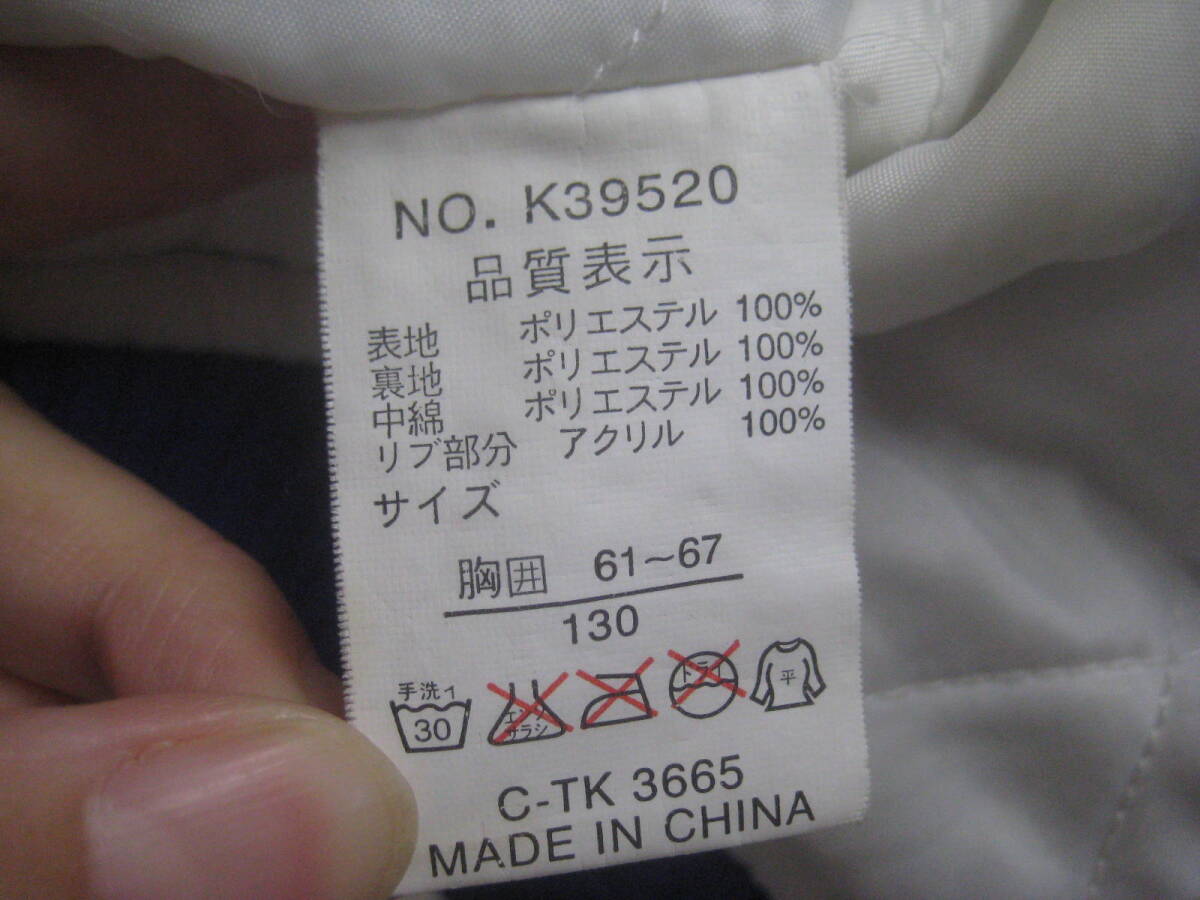 NO. K39520
品質表示
表地 ポリエステル 100%
裏地 ポリエステル 100%
中綿 ポリエステル 100%
リブ部分 アクリル 100%
サイズ
胸囲 61~67
130
手洗イ 30 エンソサラシ ドライ 平
C-TK 3665
MADE IN CHINA